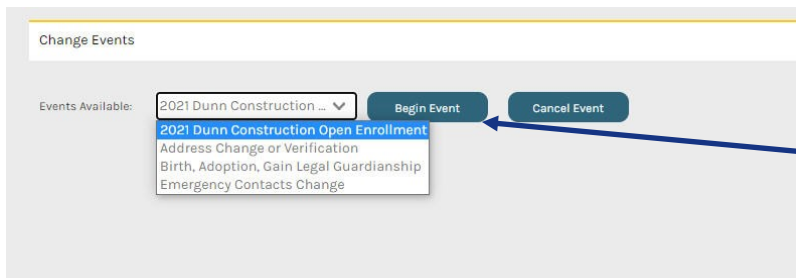 Change Events
Events Available: 2021 Dunn Construction ... Begin Event Cancel Event
2021 Dunn Construction Open Enrollment
Address Change or Verification
Birth, Adoption, Gain Legal Guardianship
Emergency Contacts Change